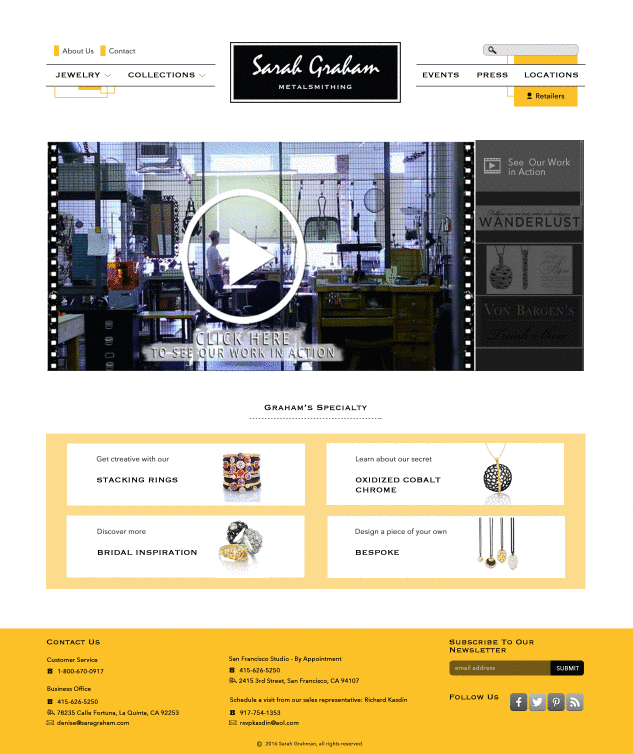 About Us
Contact
Sarah Graham
METALSMITHING
JEWELRY
COLLECTIONS
EVENTS
PRESS
LOCATIONS
Retailers
See Our Work
in Action
WANDERLUST
VON BARGEN'S
Trunk Show
CLICK HERE
TO SEE OUR WORK IN ACTION
GRAHAM'S SPECIALTY
Get ctreative with our
STACKING RINGS
Learn about our secret
OXIDIZED COBALT
CHROME
Discover more
BRIDAL INSPIRATION
Design a piece of your own
BESPOKE
CONTACT US
Customer Service
1-800-670-0917
Business Office
415-626-5250
78235 Calle Fortuna, La Quinta, CA 92253
denise@saragraham.com
San Francisco Studio - By Appointment
415-626-5250
2415 3rd Street, San Francisco, CA 94107
Schedule a visit from our sales representative: Richard Kasdin
917-754-1353
rsvpkasdin@aol.com
SUBSCRIBE TO OUR
NEWSLETTER
email address
SUBMIT
FOLLOW US
© 2016 Sarah Grahman, all rights reserved